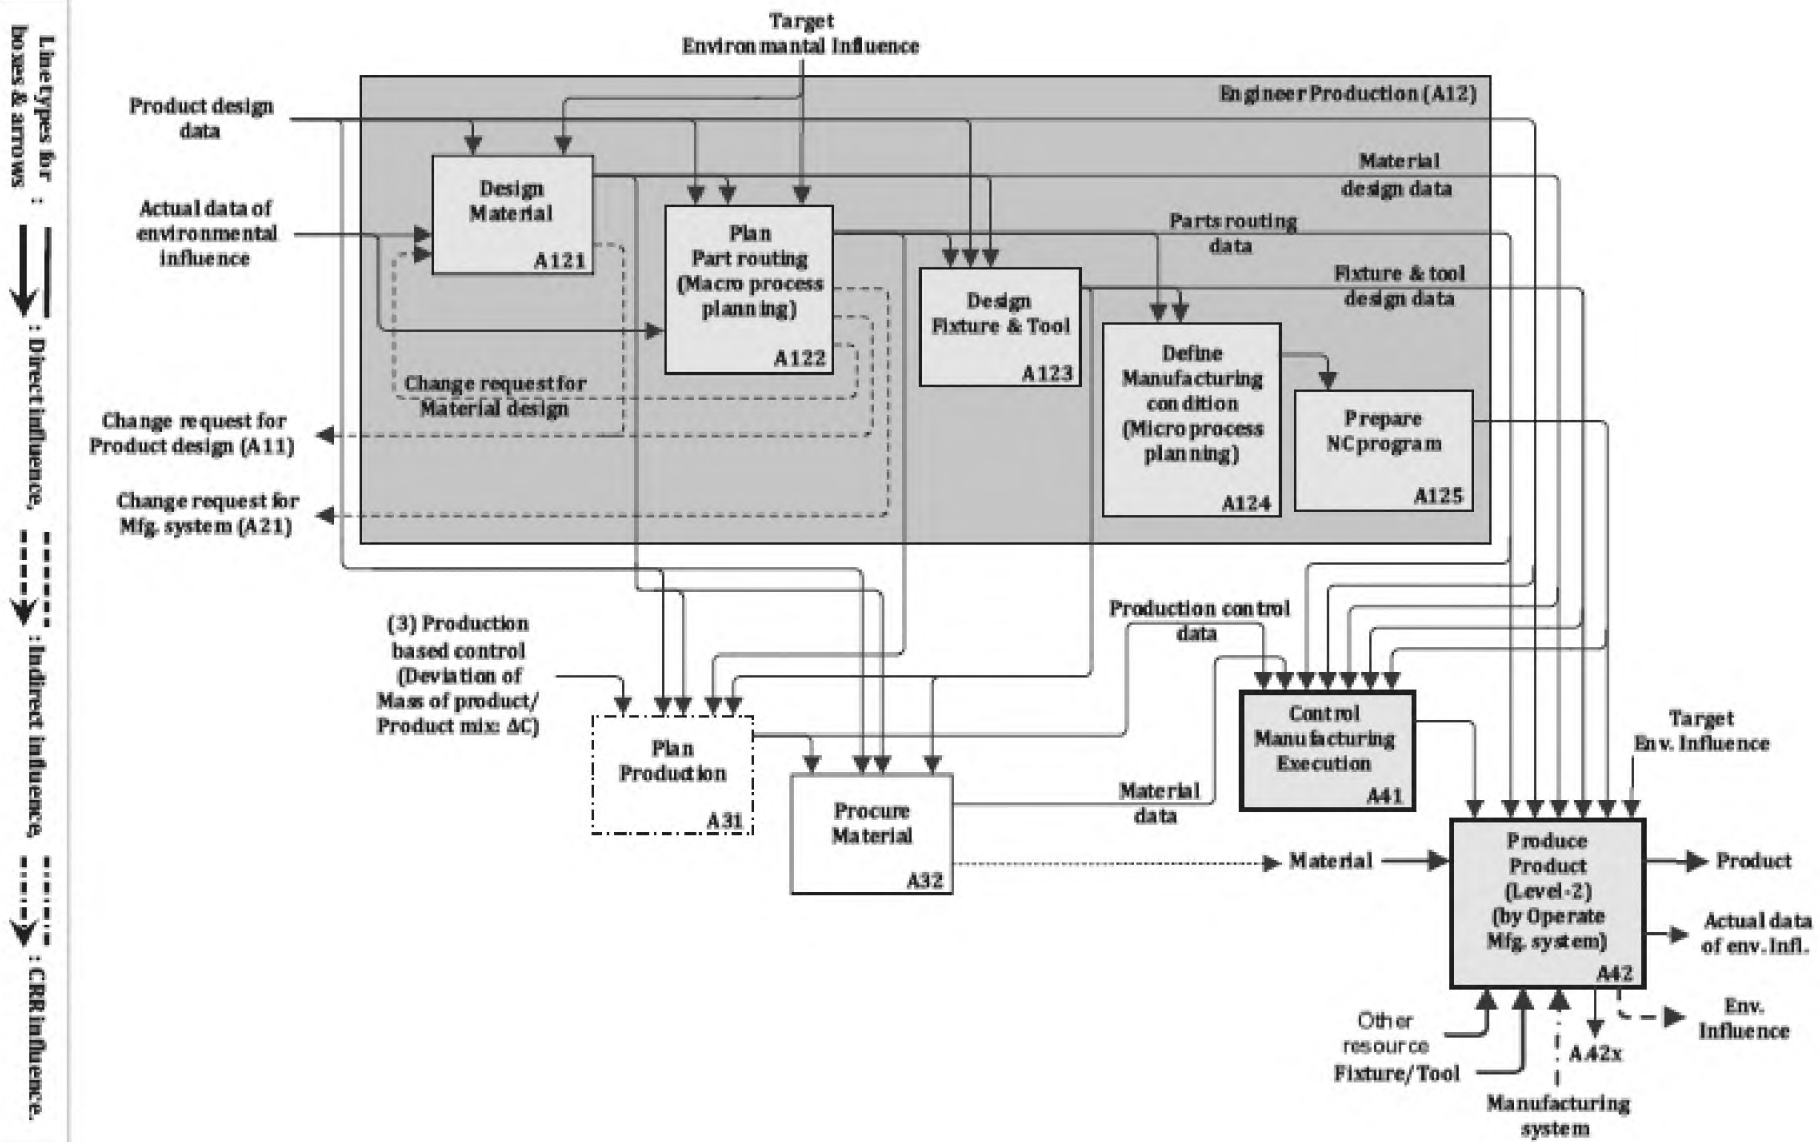 Line types for :
boxes & arrows
: Direct influence,
: Indirect influence,
: CRR influence.
Target
Environmantal Influence
Engineer Production (A12)
Product design
data
Actual data of
environmental
influence
Design
Material
A121
Plan
Part routing
(Macro process
planning)
A122
Material
design data
Parts routing
data
Fixture & tool
design data
Design
Fixture & Tool
A123
Define
Manufacturing
condition
(Micro process
planning)
A124
Prepare
NC program
A125
Change request for
Material design
Change request for
Product design (A11)
Change request for
Mfg. system (A21)
(3) Production
based control
(Deviation of
Mass of product/
Product mix: ΔC)
Plan
Production
A31
Procure
Material
A32
Production control
data
Material
data
Control
Manufacturing
Execution
A41
Target
Env. Influence
Material
Produce
Product
(Level-2)
(by Operate
Mfg. system)
A42
Product
Actual data
of env. Infl.
Env.
Influence
A.42x
Other
resource
Fixture/Tool
Manufacturing
system